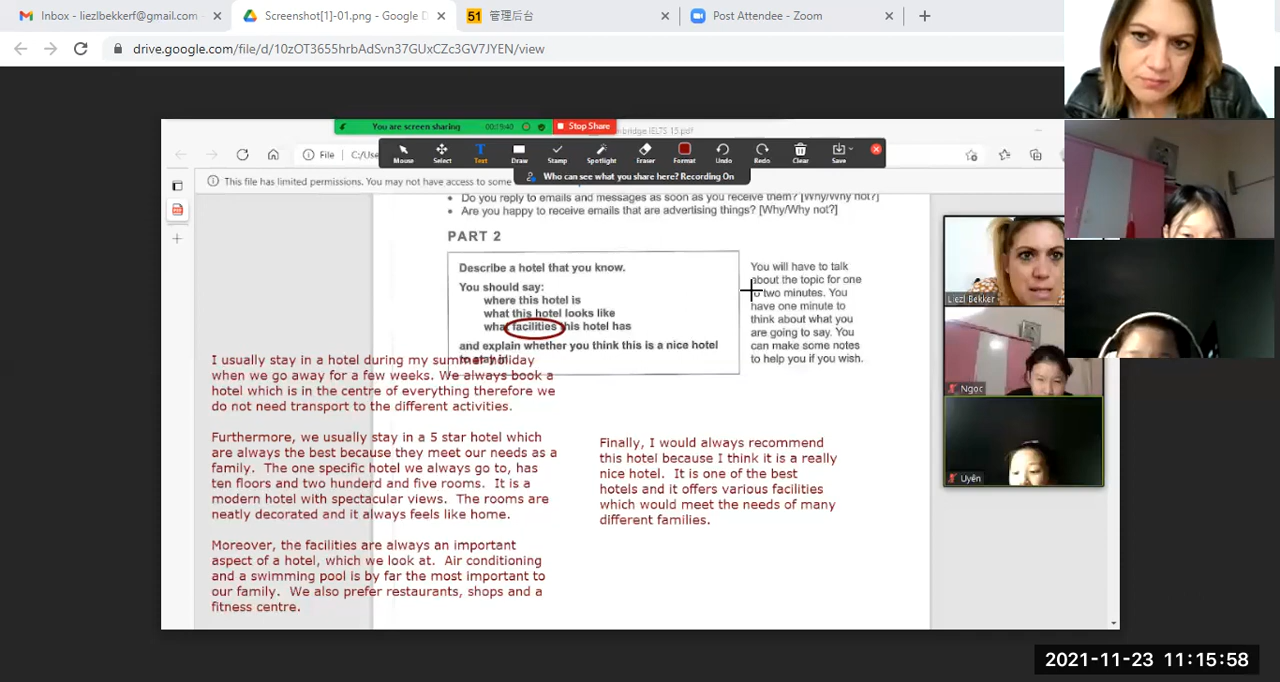 Inbox - liezlbekkerf@gmail.com
Screenshot[1]-01.png - Google D
51 管理后台
Post Attendee - Zoom
drive.google.com/file/d/10zOT3655hrbAdSvn37GUxCZc3GV7JYEN/view
You are screen sharing 00:19:40 Stop Share
mbridge IELTS 15.pdf
File C:/Use
Mouse Select Text Draw Stamp Spotlight Eraser Format Undo Redo Clear Save
Who can see what you share here? Recording On
This file has limited permissions. You may not have access to some
Do you reply to emails and messages as soon as you receive them? [Why/Why not?]
Are you happy to receive emails that are advertising things? [Why/Why not?]
PART 2
Describe a hotel that you know.
You should say:
where this hotel is
what this hotel looks like
what facilities this hotel has
and explain whether you think this is a nice hotel
to stay in.
You will have to talk
about the topic for one
to two minutes. You
have one minute to
think about what you
are going to say. You
can make some notes
to help you if you wish.
I usually stay in a hotel during my summer holiday
when we go away for a few weeks. We always book a
hotel which is in the centre of everything therefore we
do not need transport to the different activities.
Furthermore, we usually stay in a 5 star hotel which
are always the best because they meet our needs as a
family. The one specific hotel we always go to, has
ten floors and two hunderd and five rooms. It is a
modern hotel with spectacular views. The rooms are
neatly decorated and it always feels like home.
Moreover, the facilities are always an important
aspect of a hotel, which we look at. Air conditioning
and a swimming pool is by far the most important to
our family. We also prefer restaurants, shops and a
fitness centre.
Finally, I would always recommend
this hotel because I think it is a really
nice hotel. It is one of the best
hotels and it offers various facilities
which would meet the needs of many
different families.
Liezl Bekker
Ngoc
Uyên
2021-11-23 11:15:58